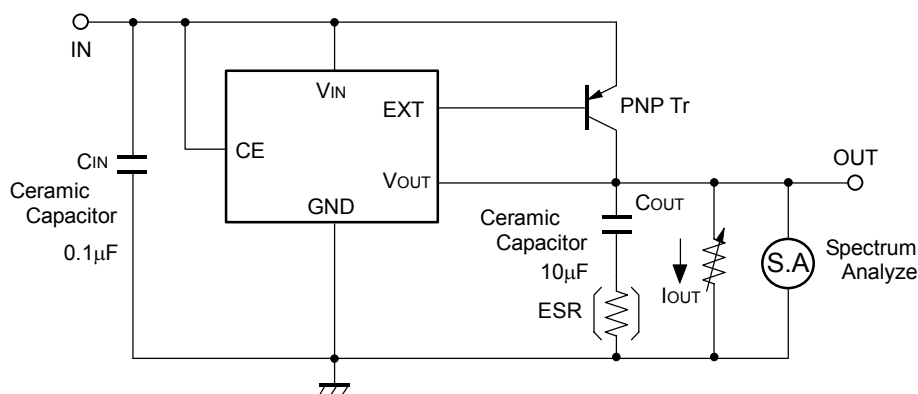 IN
VIN
EXT
PNP Tr
CE
CIN
Ceramic
Capacitor
0.1μF
VOUT
GND
OUT
COUT
Ceramic
Capacitor
10μF
ESR
IOUT
S.A
Spectrum
Analyze